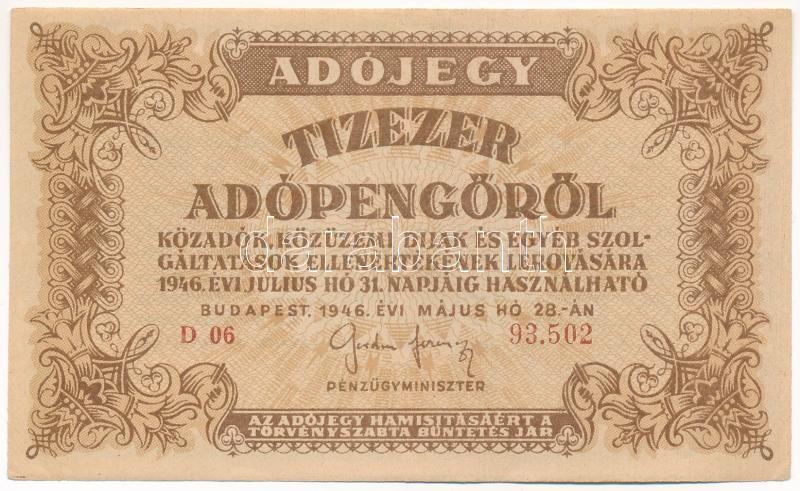 ADÓJEGY
TIZEZER
ADÓPENGŐRŐL
KÖZADÓK, KÖZÜZEMI DIJAK ÉS EGYÉB SZOL-
GÁLTATÁSOK ELLENÉRTÉKÉNEK LEROVÁSÁRA
1946. ÉVI JULIUS HÓ 31. NAPJÁIG HASZNÁLHATÓ
BUDAPEST, 1946. ÉVI MÁJUS HÓ 28.-ÁN
D 06 93.502
PÉNZÜGYMINISZTER
AZ ADÓJEGY HAMISITÁSÁÉRT A
TÖRVÉNYSZABTA BÜNTETÉS JÁR